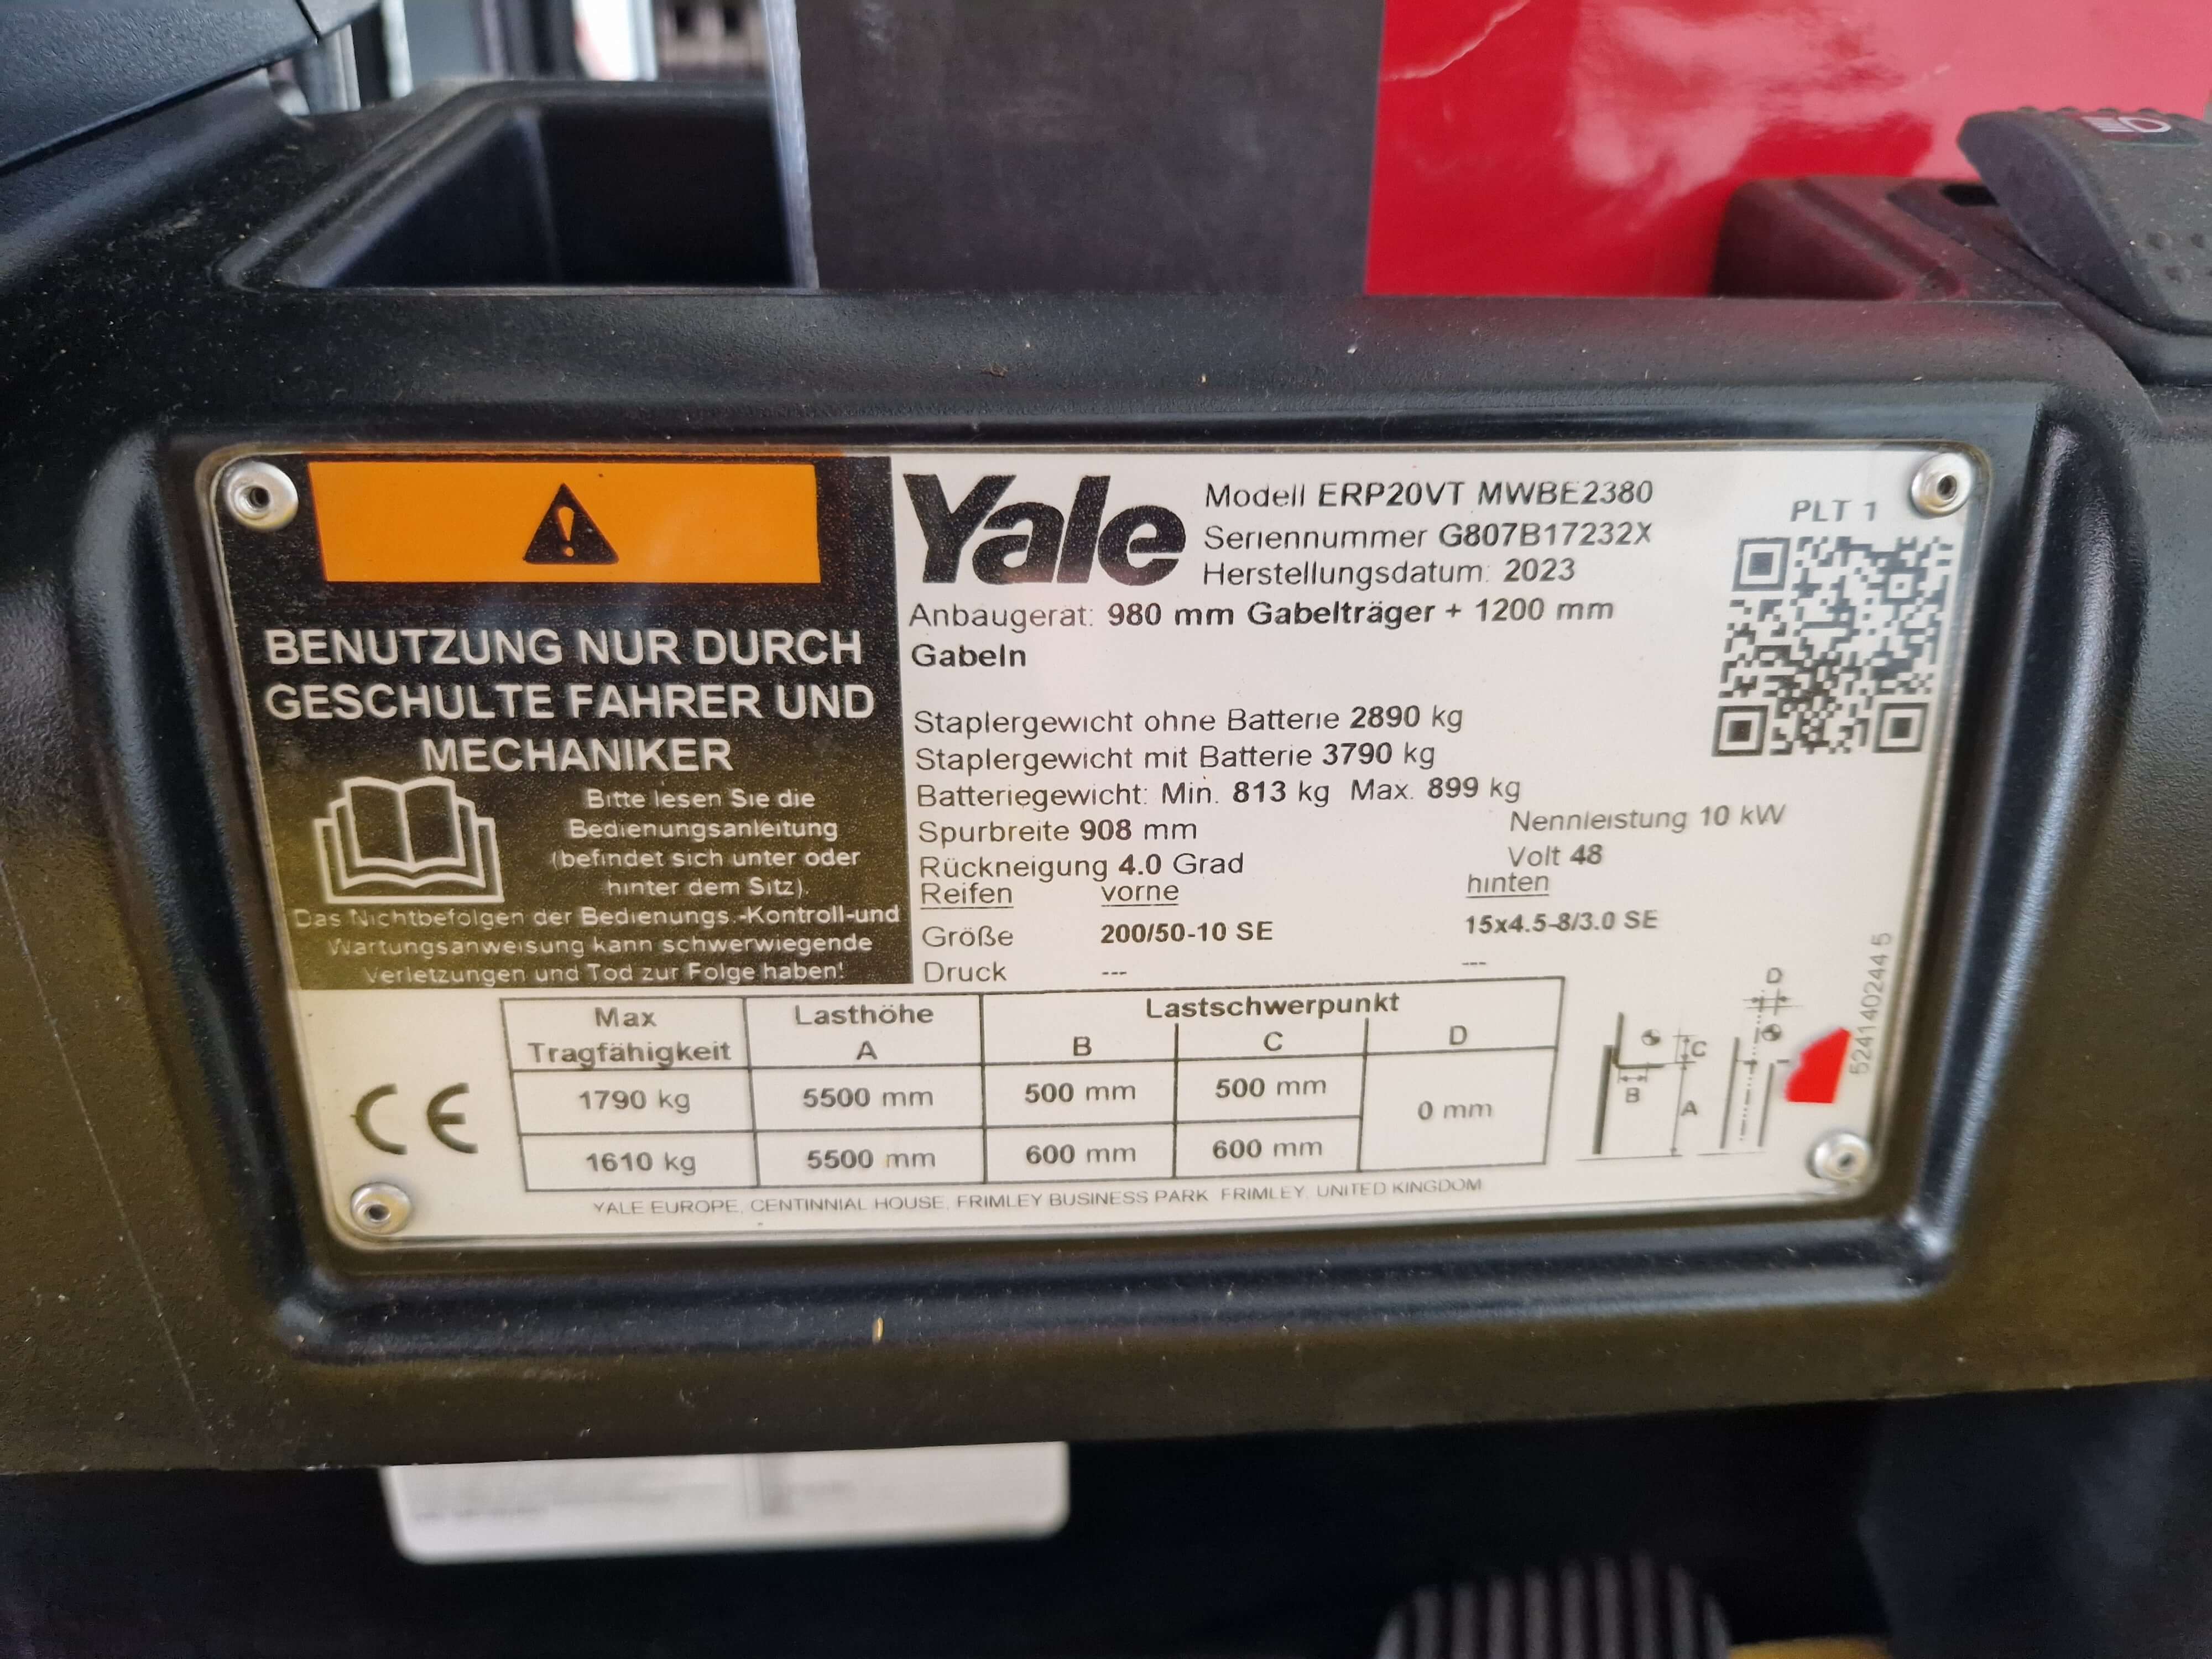 BENUTZUNG NUR DURCH
GESCHULTE FAHRER UND
MECHANIKER
Bitte lesen Sie die
Bedienungsanleitung
(befindet sich unter oder
hinter dem Sitz).
Das Nichtbefolgen der Bedienungs.-Kontroll-und
Wartungsanweisung kann schwerwiegende
Verletzungen und Tod zur Folge haben!
Yale
Modell ERP20VT MWBE2380
Seriennummer G807B17232X
Herstellungsdatum: 2023
PLT 1
Anbaugerät: 980 mm Gabelträger + 1200 mm
Gabeln
Staplergewicht ohne Batterie 2890 kg
Staplergewicht mit Batterie 3790 kg
Batteriegewicht: Min. 813 kg Max. 899 kg
Spurbreite 908 mm Nennleistung 10 kW
Rückneigung 4.0 Grad Volt 48
Reifen vorne hinten
Größe 200/50-10 SE 15x4.5-8/3.0 SE
Druck --- ---
Max Tragfähigkeit Lasthöhe A Lastschwerpunkt
B C D
1790 kg 5500 mm 500 mm 500 mm 0 mm
1610 kg 5500 mm 600 mm 600 mm
CE
YALE EUROPE, CENTINNIAL HOUSE, FRIMLEY BUSINESS PARK FRIMLEY, UNITED KINGDOM
D
C
B
A
524140244 5